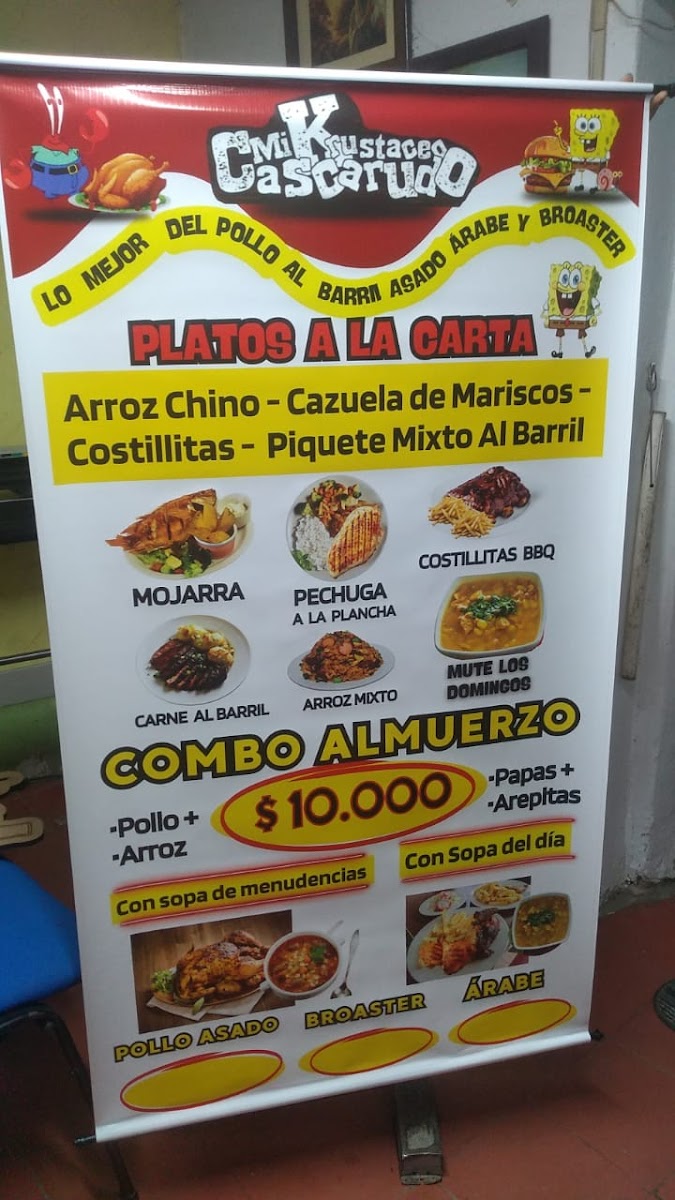 Mi Krustaceo
Cascarudo
LO MEJOR DEL POLLO AL BARRIl ASADO ÁRABE Y BROASTER
PLATOS A LA CARTA
Arroz Chino - Cazuela de Mariscos -
Costillitas - Piquete Mixto Al Barril
MOJARRA
PECHUGA
A LA PLANCHA
COSTILLITAS BBQ
CARNE AL BARRIL
ARROZ MIXTO
MUTE LOS
DOMINGOS
COMBO ALMUERZO
-Pollo +
-Arroz
$ 10.000
-Papas +
-Arepitas
Con sopa de menudencias
Con Sopa del día
POLLO ASADO
BROASTER
ÁRABE